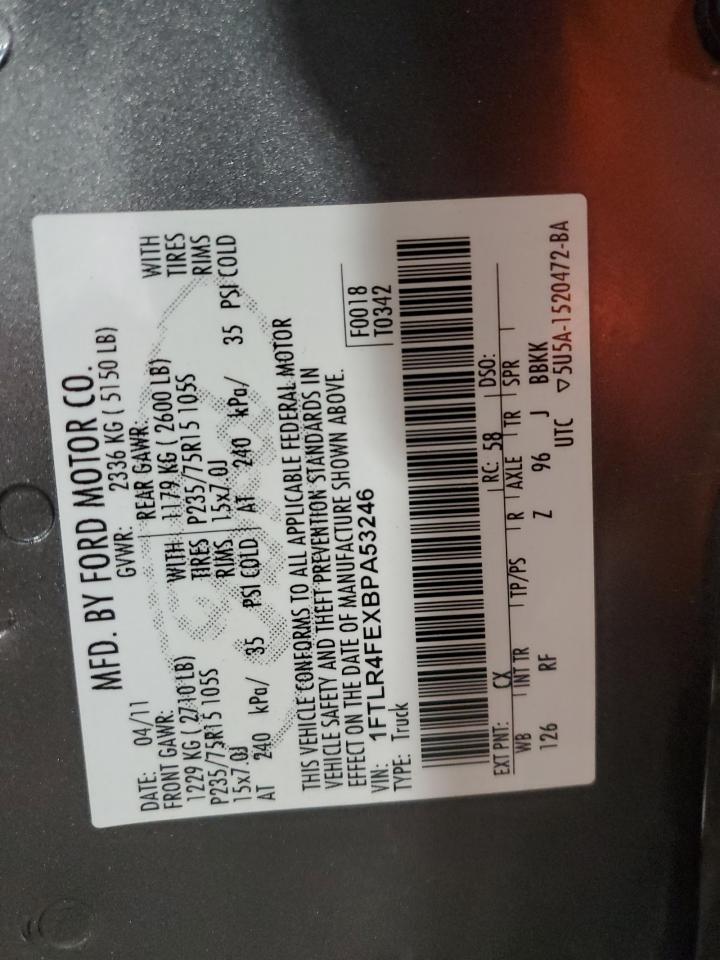 MFD. BY FORD MOTOR CO.
DATE: 04/11 GVWR: 2336 KG ( 5150 LB)
FRONT GAWR: REAR GAWR:
1229 KG ( 2710 LB) WITH 1179 KG ( 2600 LB) WITH
P235/75R15 105S TIRES P235/75R15 105S TIRES
15x7.0J RIMS 15x7.0J RIMS
AT 240 kPa/ 35 PSI COLD AT 240 kPa/ 35 PSI COLD
THIS VEHICLE CONFORMS TO ALL APPLICABLE FEDERAL MOTOR
VEHICLE SAFETY AND THEFT PREVENTION STANDARDS IN
EFFECT ON THE DATE OF MANUFACTURE SHOWN ABOVE.
VIN: 1FTLR4FEXBPA53246 F0018
TYPE: Truck T0342
EXT PNT: CX RC: 58 DSO:
WB INT TR TP/PS R AXLE TR SPR
126 RF Z 96 J BBKK
UTC ▽5U5A-1520472-BA